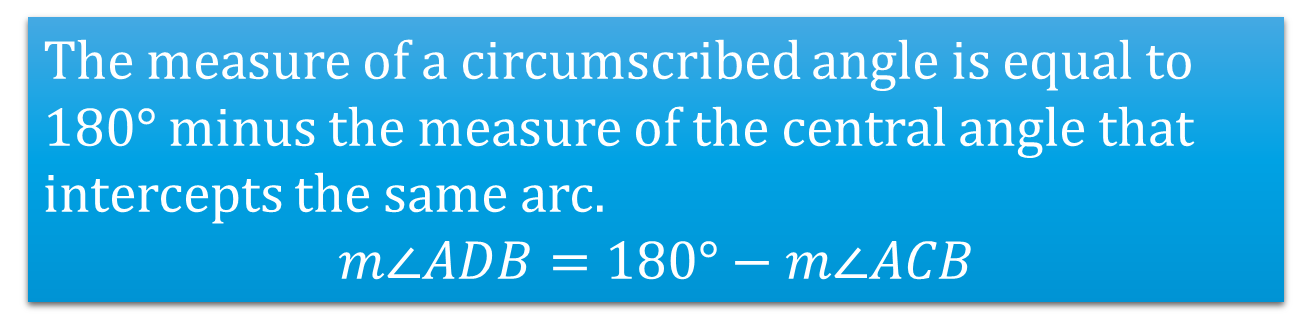 The measure of a circumscribed angle is equal to
180° minus the measure of the central angle that
intercepts the same arc.
m∠ADB = 180° − m∠ACB